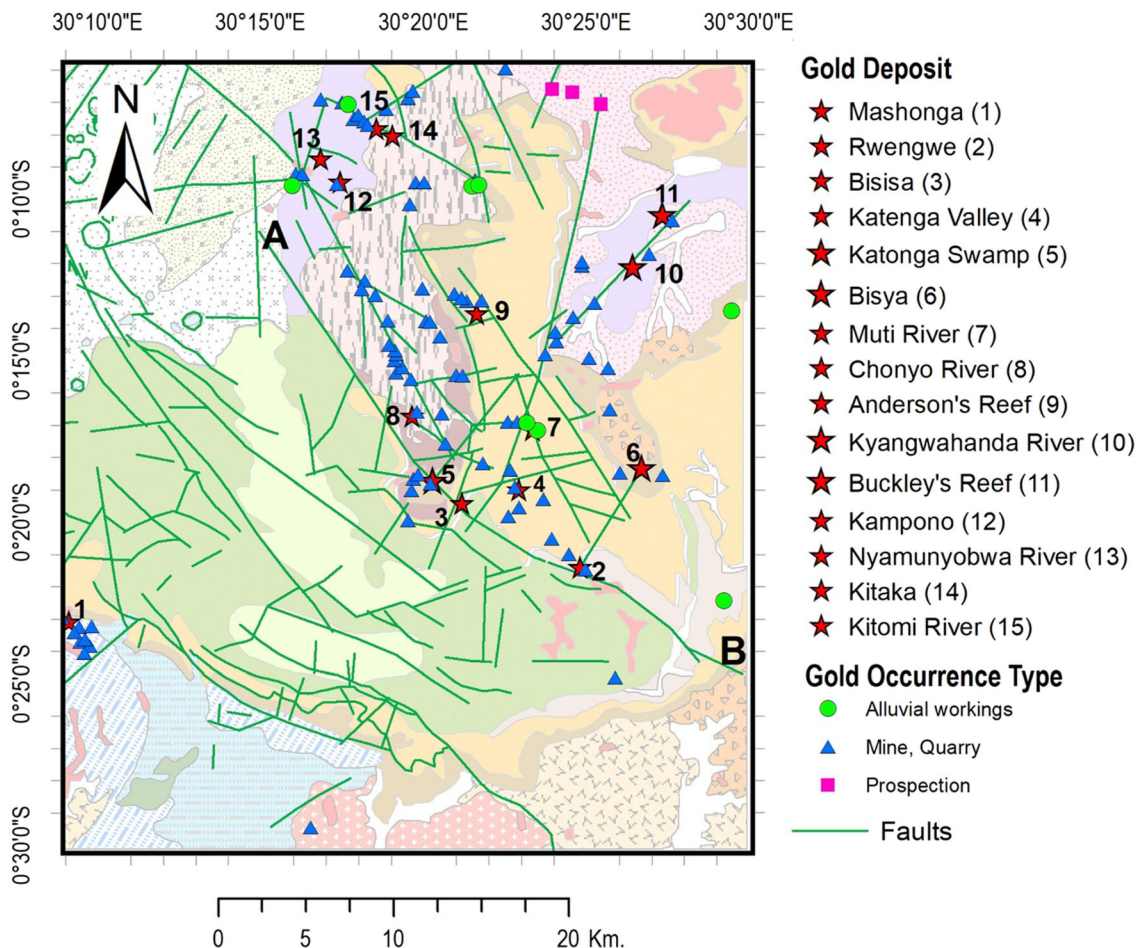 30°10'0"E 30°15'0"E 30°20'0"E 30°25'0"E 30°30'0"E
Gold Deposit
Mashonga (1)
Rwengwe (2)
Bisisa (3)
Katenga Valley (4)
Katonga Swamp (5)
Bisya (6)
Muti River (7)
Chonyo River (8)
Anderson's Reef (9)
Kyangwahanda River (10)
Buckley's Reef (11)
Kampono (12)
Nyamunyobwa River (13)
Kitaka (14)
Kitomi River (15)
Gold Occurrence Type
Alluvial workings
Mine, Quarry
Prospection
Faults
N
15
14
13
12
11
A
10
9
8
7
6
5
4
3
2
1
B
0°10'0"S
0°15'0"S
0°20'0"S
0°25'0"S
0°30'0"S
0 5 10 20 Km.